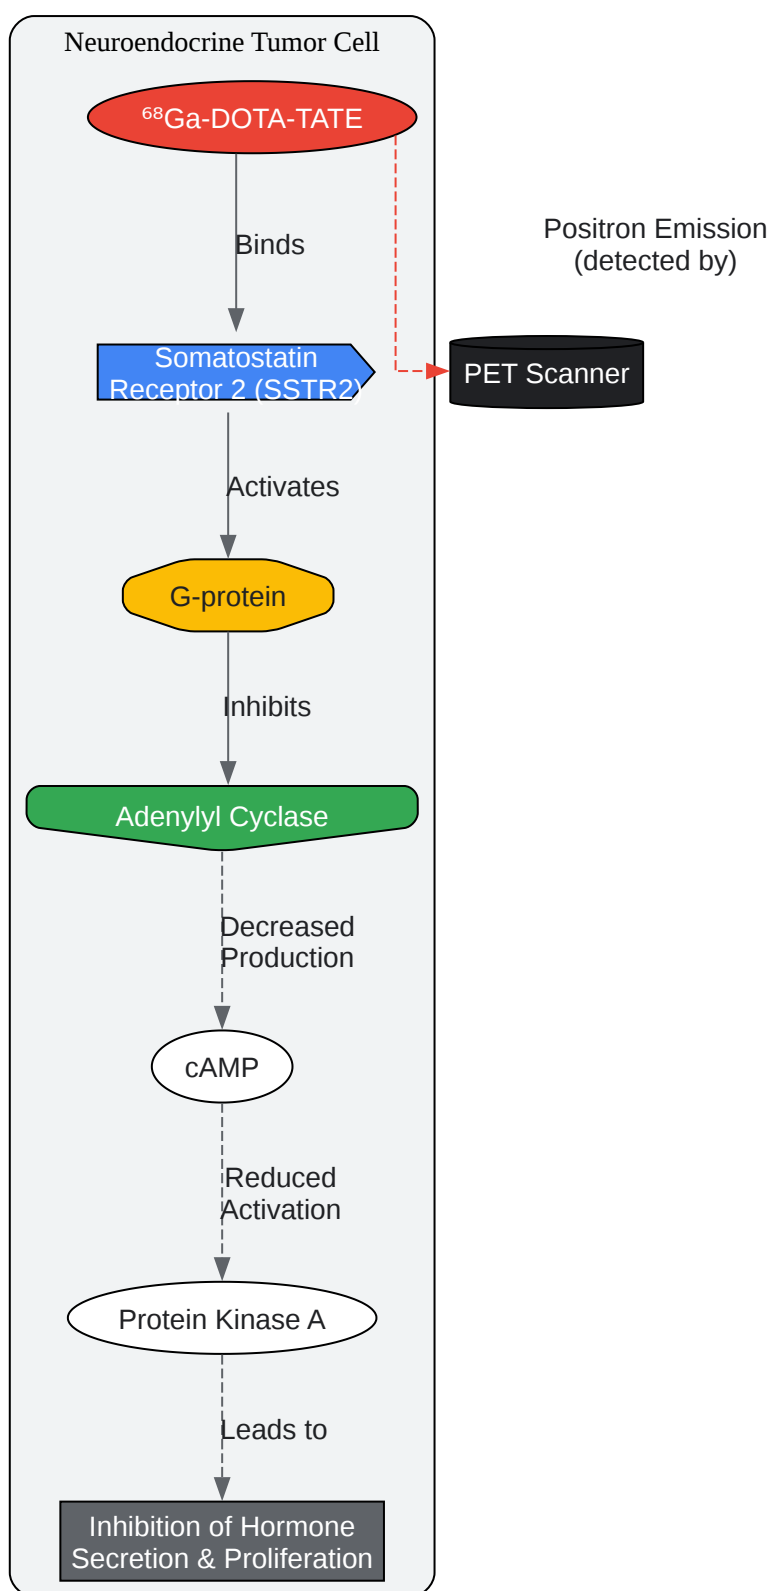 Neuroendocrine Tumor Cell
⁶⁸Ga-DOTA-TATE
Binds
Positron Emission
(detected by)
Somatostatin
Receptor 2 (SSTR2)
PET Scanner
Activates
G-protein
Inhibits
Adenylyl Cyclase
Decreased
Production
cAMP
Reduced
Activation
Protein Kinase A
Leads to
Inhibition of Hormone
Secretion & Proliferation